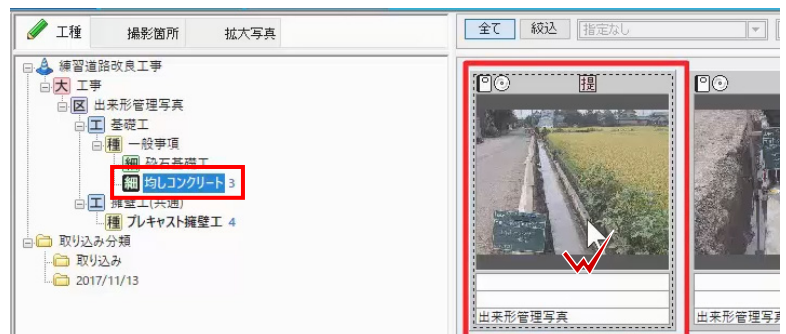 工種 撮影箇所 拡大写真
全て 絞込 指定なし
練習道路改良工亊
大 工亊
区 出来形管理写真
工 基礎工
種 一般事項
細 砕石基礎工
細 均しコンクリート 3
工 擁壁工(共通)
種 プレキャスト擁壁工 4
取り込み分類
取り込み
2017/11/13
提
出来形管理写真
出来形管理写真